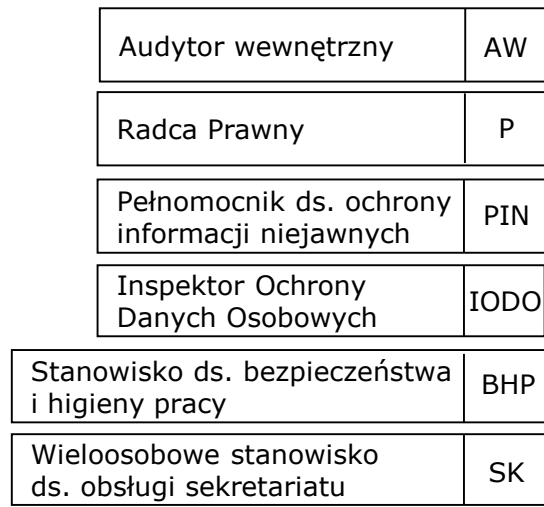 Audytor wewnętrzny AW
Radca Prawny P
Pełnomocnik ds. ochrony
informacji niejawnych PIN
Inspektor Ochrony
Danych Osobowych IODO
Stanowisko ds. bezpieczeństwa
i higieny pracy BHP
Wieloosobowe stanowisko
ds. obsługi sekretariatu SK